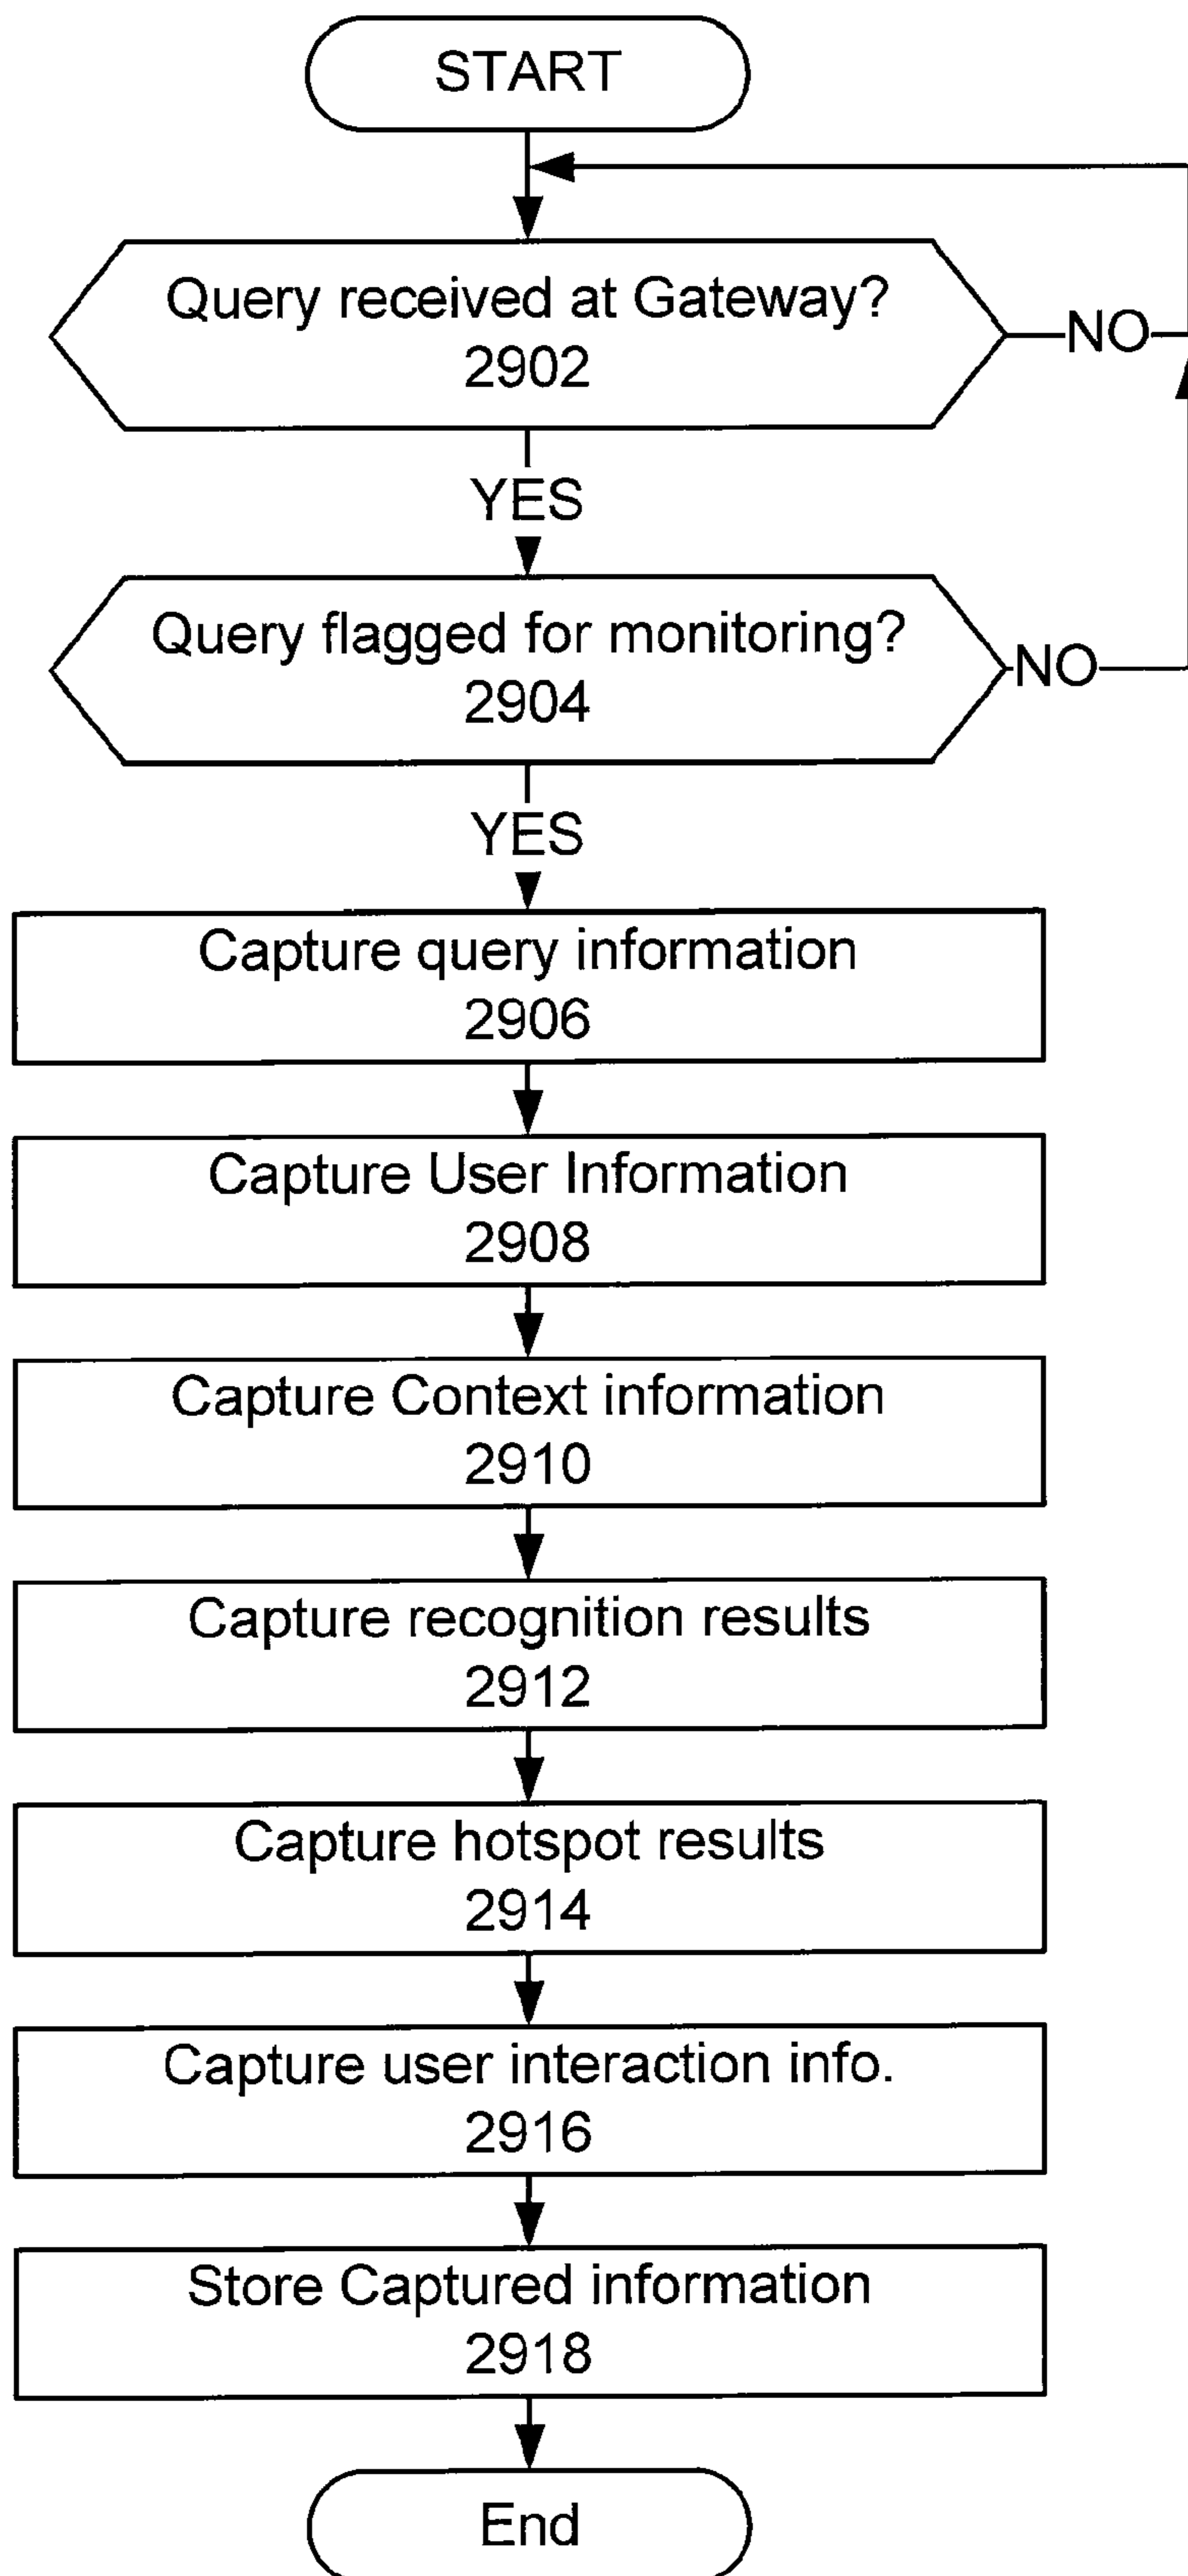 START
Query received at Gateway?
2902
NO
YES
Query flagged for monitoring?
2904
NO
YES
Capture query information
2906
Capture User Information
2908
Capture Context information
2910
Capture recognition results
2912
Capture hotspot results
2914
Capture user interaction info.
2916
Store Captured information
2918
End